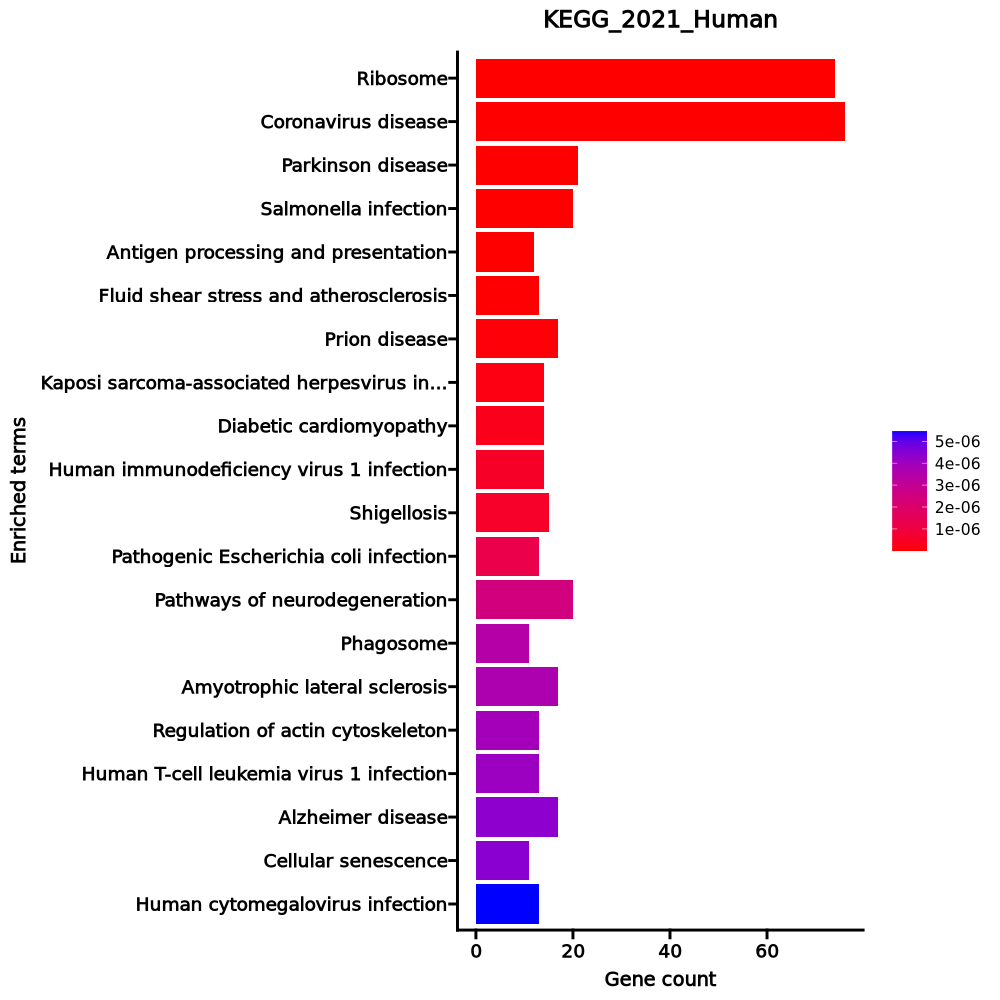 KEGG_2021_Human
Ribosome
Coronavirus disease
Parkinson disease
Salmonella infection
Antigen processing and presentation
Fluid shear stress and atherosclerosis
Prion disease
Kaposi sarcoma-associated herpesvirus in...
Diabetic cardiomyopathy
Human immunodeficiency virus 1 infection
Shigellosis
Pathogenic Escherichia coli infection
Pathways of neurodegeneration
Phagosome
Amyotrophic lateral sclerosis
Regulation of actin cytoskeleton
Human T-cell leukemia virus 1 infection
Alzheimer disease
Cellular senescence
Human cytomegalovirus infection
Enriched terms
0 20 40 60
Gene count
5e-06
4e-06
3e-06
2e-06
1e-06